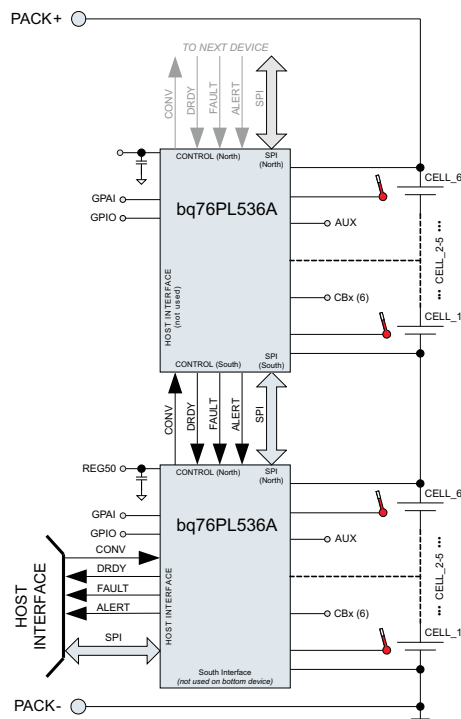 PACK+
TO NEXT DEVICE
CONV
DRDY
FAULT
ALERT
SPI
CONTROL (North)
SPI
(North)
CELL_6
GPAI
GPIO
bq76PL536A
AUX
CELL_2-5
HOST INTERFACE
(not used)
CBx (6)
CELL_1
CONTROL (South)
SPI
(South)
CONV
DRDY
FAULT
ALERT
SPI
REG50
CONTROL (North)
SPI
(North)
CELL_6
GPAI
GPIO
bq76PL536A
AUX
CELL_2-5
HOST
INTERFACE
CONV
DRDY
FAULT
ALERT
SPI
HOST INTERFACE
CBx (6)
CELL_1
South Interface
(not used on bottom device)
PACK-